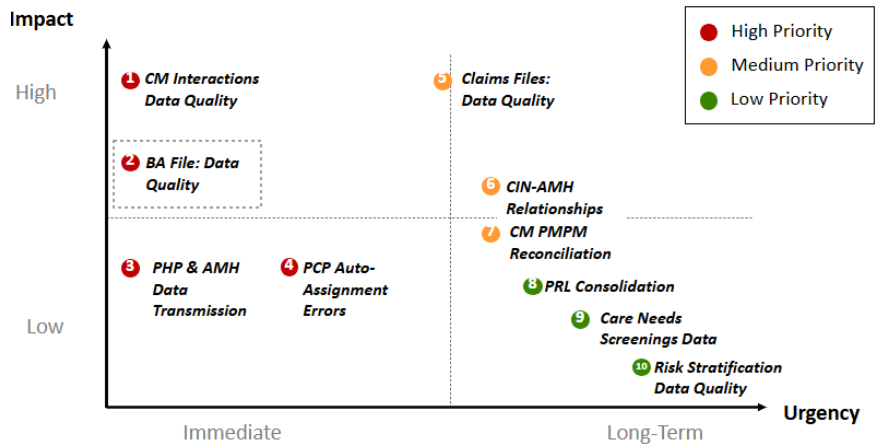 Impact
High Priority
Medium Priority
Low Priority
High
1 CM Interactions
Data Quality
5 Claims Files:
Data Quality
2 BA File: Data
Quality
6 CIN-AMH
Relationships
7 CM PMPM
Reconciliation
3 PHP & AMH
Data
Transmission
4 PCP Auto-
Assignment
Errors
8 PRL Consolidation
Low
9 Care Needs
Screenings Data
10 Risk Stratification
Data Quality
Urgency
Immediate
Long-Term